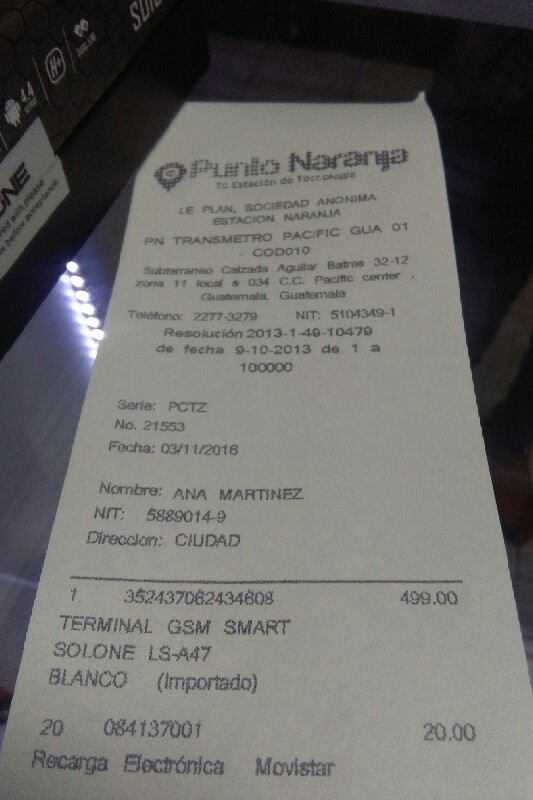 4.4
H+
NE
Punto Naranja
Tu Estación de Tecnología
LE PLAN, SOCIEDAD ANONIMA
ESTACION NARANJA
PN TRANSMETRO PACIFIC GUA 01
- COD010
Subterraneo Calzada Aguilar Batres 32-12
zona 11 local s 034 C.C. Pacific center ,
Guatemala, Guatemala
Teléfono: 2277-3279 NIT: 5104349-1
Resolución 2013-1-49-10479
de fecha 9-10-2013 de 1 a
100000
Serie: PCTZ
No. 21553
Fecha: 03/11/2016
Nombre: ANA MARTINEZ
NIT: 5889014-9
Direccion: CIUDAD
1 352437062434608 499.00
TERMINAL GSM SMART
SOLONE LS-A47
BLANCO (Importado)
20 084137001 20.00
Recarga Electrónica Movistar